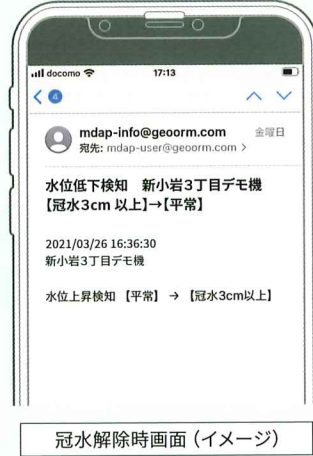 docomo 17:13
4
mdap-info@geoorm.com 金曜日
宛先: mdap-user@geoorm.com >
水位低下検知 新小岩3丁目デモ機
【冠水3cm 以上】→【平常】
2021/03/26 16:36:30
新小岩3丁目デモ機
水位上昇検知 【平常】 → 【冠水3cm以上】
冠水解除時画面(イメージ)